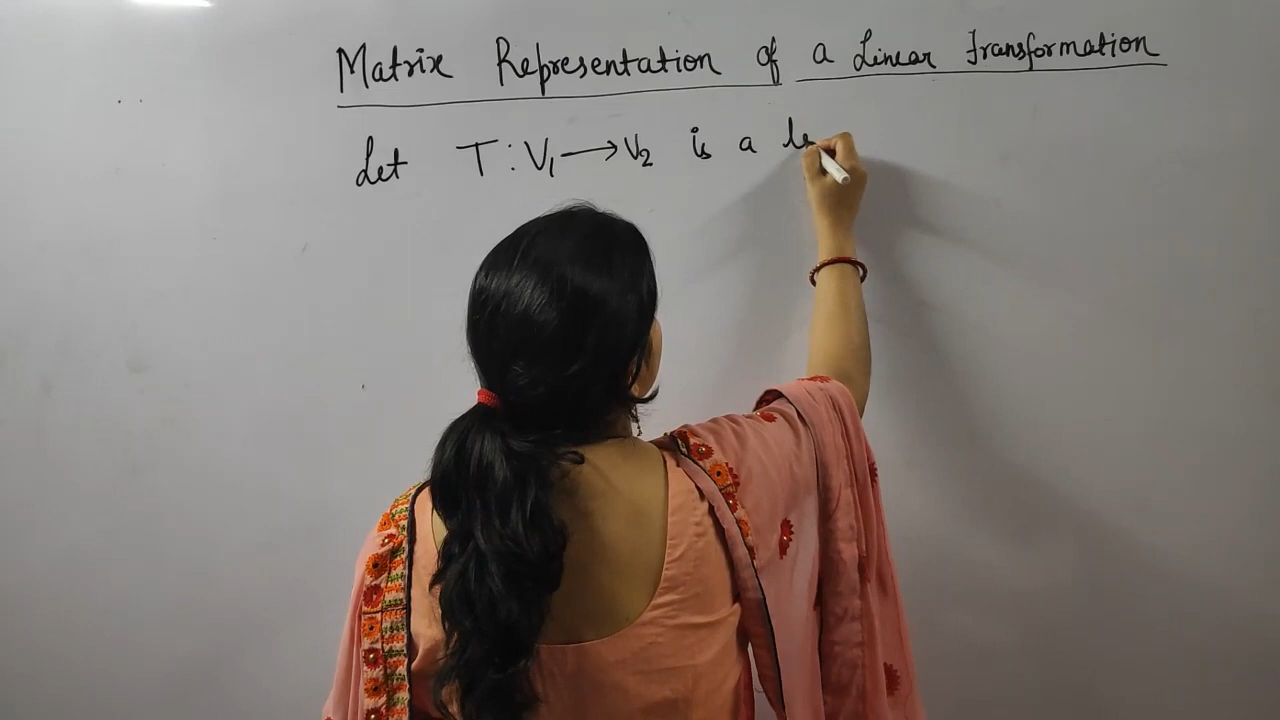 Matrix Representation of a Linear Transformation
Let T : V₁ ⟶ V₂ is a